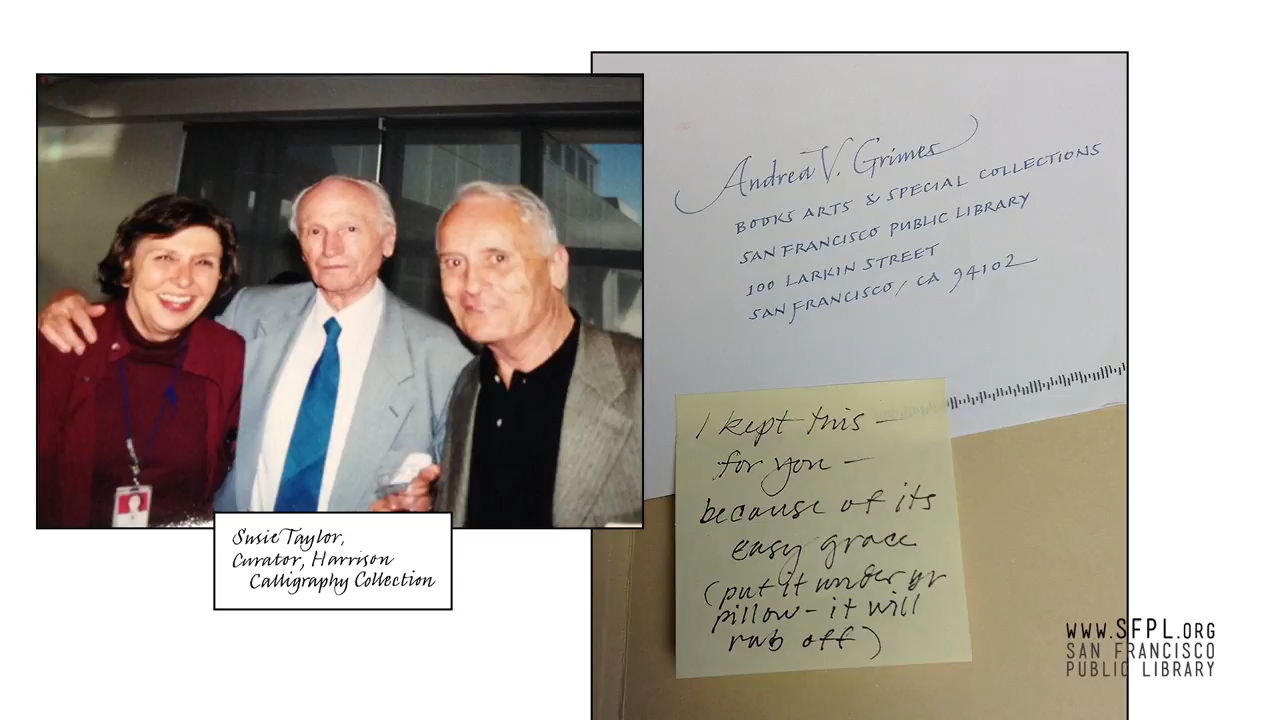 Susie Taylor,
Curator, Harrison
Calligraphy Collection
Andrea V. Grimes
BOOKS ARTS & SPECIAL COLLECTIONS
SAN FRANCISCO PUBLIC LIBRARY
100 LARKIN STREET
SAN FRANCISCO, CA 94102
I kept this —
for you —
because of its
easy grace
(put it under yr
pillow - it will
rub off)
WWW.SFPL.ORG
SAN FRANCISCO
PUBLIC LIBRARY